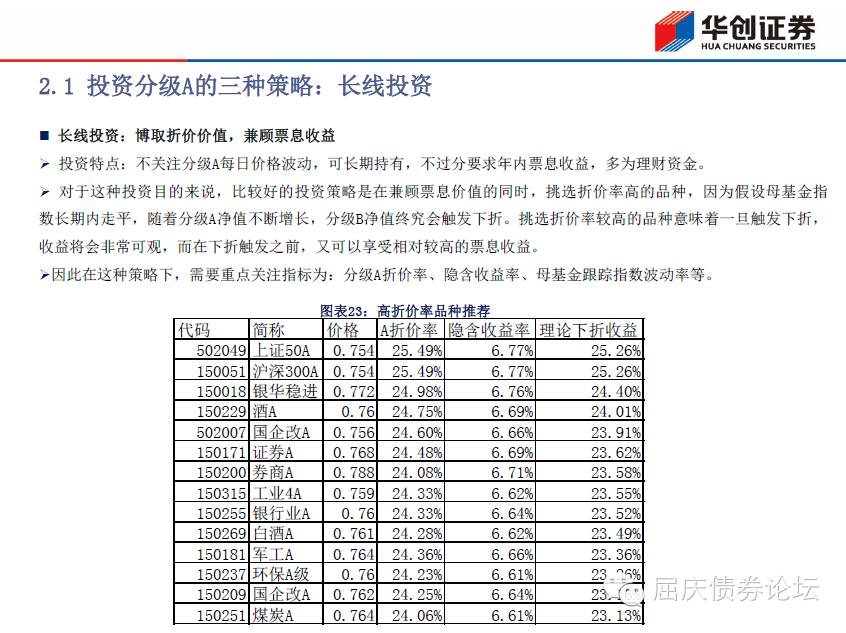 华创证券
HUA CHUANG SECURITIES
2.1 投资分级A的三种策略：长线投资
■ 长线投资：博取折价价值，兼顾票息收益
➢ 投资特点：不关注分级A每日价格波动，可长期持有，不过分要求年内票息收益，多为理财资金。
➢ 对于这种投资目的来说，比较好的投资策略是在兼顾票息价值的同时，挑选折价率高的品种，因为假设母基金指
数长期内走平，随着分级A净值不断增长，分级B净值终究会触发下折。挑选折价率较高的品种意味着一旦触发下折，
收益将会非常可观，而在下折触发之前，又可以享受相对较高的票息收益。
➢因此在这种策略下，需要重点关注指标为：分级A折价率、隐含收益率、母基金跟踪指数波动率等。
图表23：高折价率品种推荐
代码 简称 价格 A折价率 隐含收益率 理论下折收益
502049 上证50A 0.754 25.49% 6.77% 25.26%
150051 沪深300A 0.754 25.49% 6.77% 25.26%
150018 银华稳进 0.772 24.98% 6.76% 24.40%
150229 酒A 0.76 24.75% 6.69% 24.01%
502007 国企改A 0.756 24.60% 6.66% 23.91%
150171 证券A 0.768 24.48% 6.69% 23.62%
150200 券商A 0.788 24.08% 6.71% 23.58%
150315 工业4A 0.759 24.33% 6.62% 23.55%
150255 银行业A 0.76 24.33% 6.64% 23.52%
150269 白酒A 0.761 24.28% 6.62% 23.49%
150181 军工A 0.764 24.36% 6.66% 23.36%
150237 环保A级 0.76 24.23% 6.61%
150209 国企改A 0.762 24.25% 6.64%
150251 煤炭A 0.764 24.06% 6.61% 23.13%
屈庆债券论坛